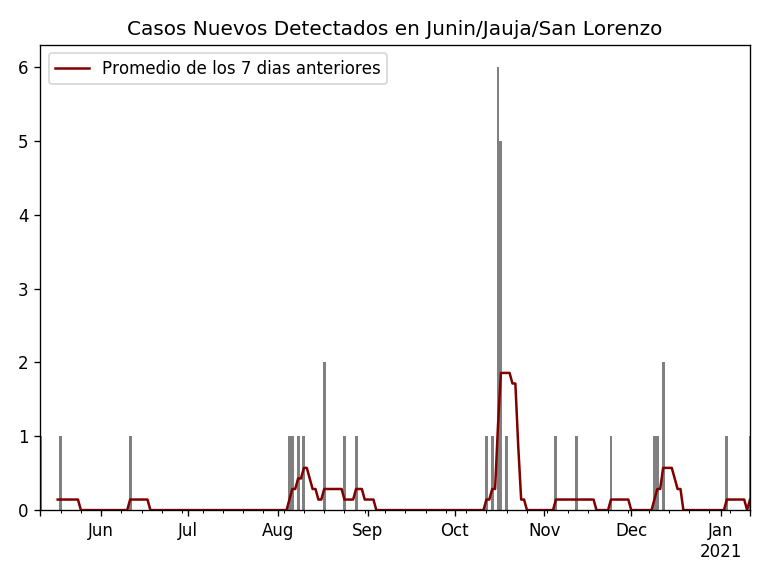 Casos Nuevos Detectados en Junin/Jauja/San Lorenzo
Promedio de los 7 dias anteriores
6
5
4
3
2
1
0
Jun Jul Aug Sep Oct Nov Dec Jan
2021